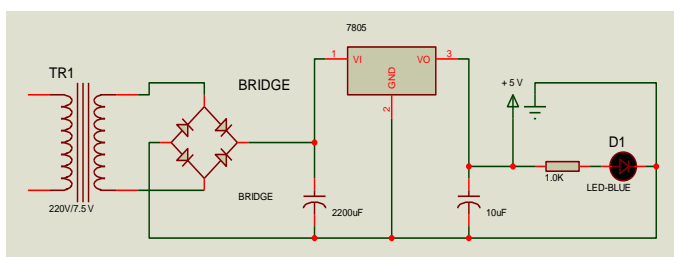 7805
1
VI
VO
3
GND
2
TR1
BRIDGE
+ 5 V
D1
BRIDGE
1.0K
LED-BLUE
220V/7.5 V
2200uF
10uF